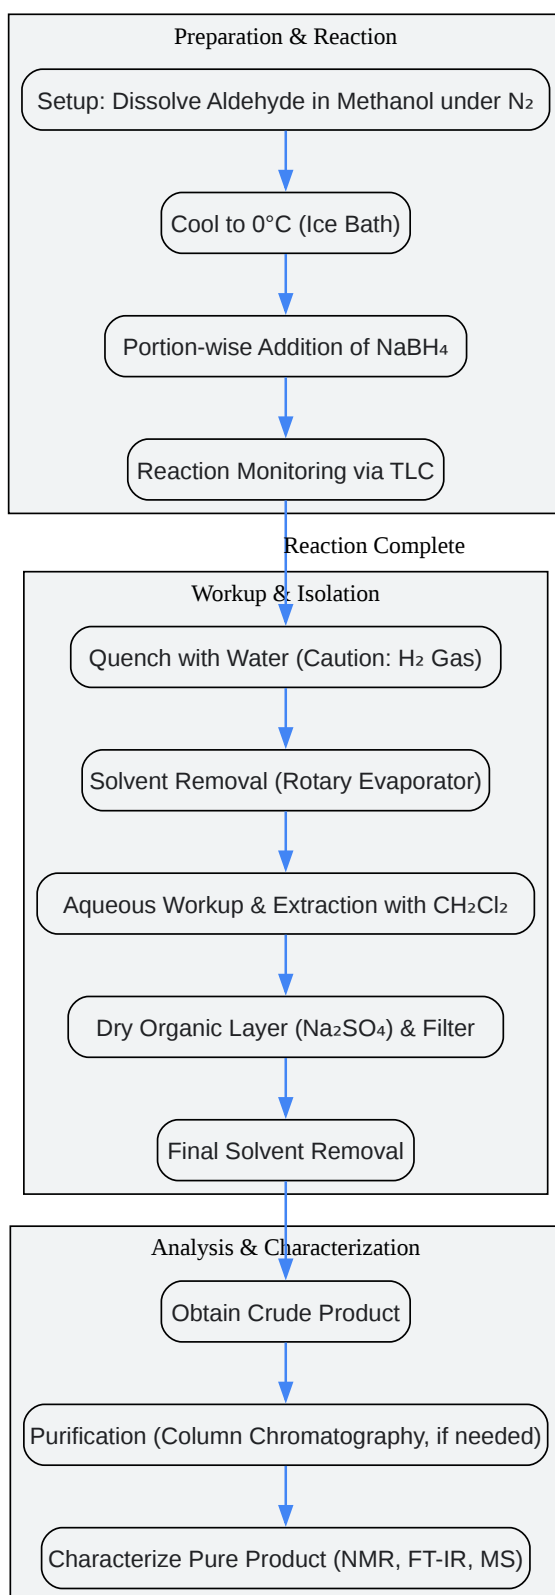 Preparation & Reaction
Setup: Dissolve Aldehyde in Methanol under N₂
Cool to 0°C (Ice Bath)
Portion-wise Addition of NaBH₄
Reaction Monitoring via TLC
Reaction Complete
Workup & Isolation
Quench with Water (Caution: H₂ Gas)
Solvent Removal (Rotary Evaporator)
Aqueous Workup & Extraction with CH₂Cl₂
Dry Organic Layer (Na₂SO₄) & Filter
Final Solvent Removal
Analysis & Characterization
Obtain Crude Product
Purification (Column Chromatography, if needed)
Characterize Pure Product (NMR, FT-IR, MS)